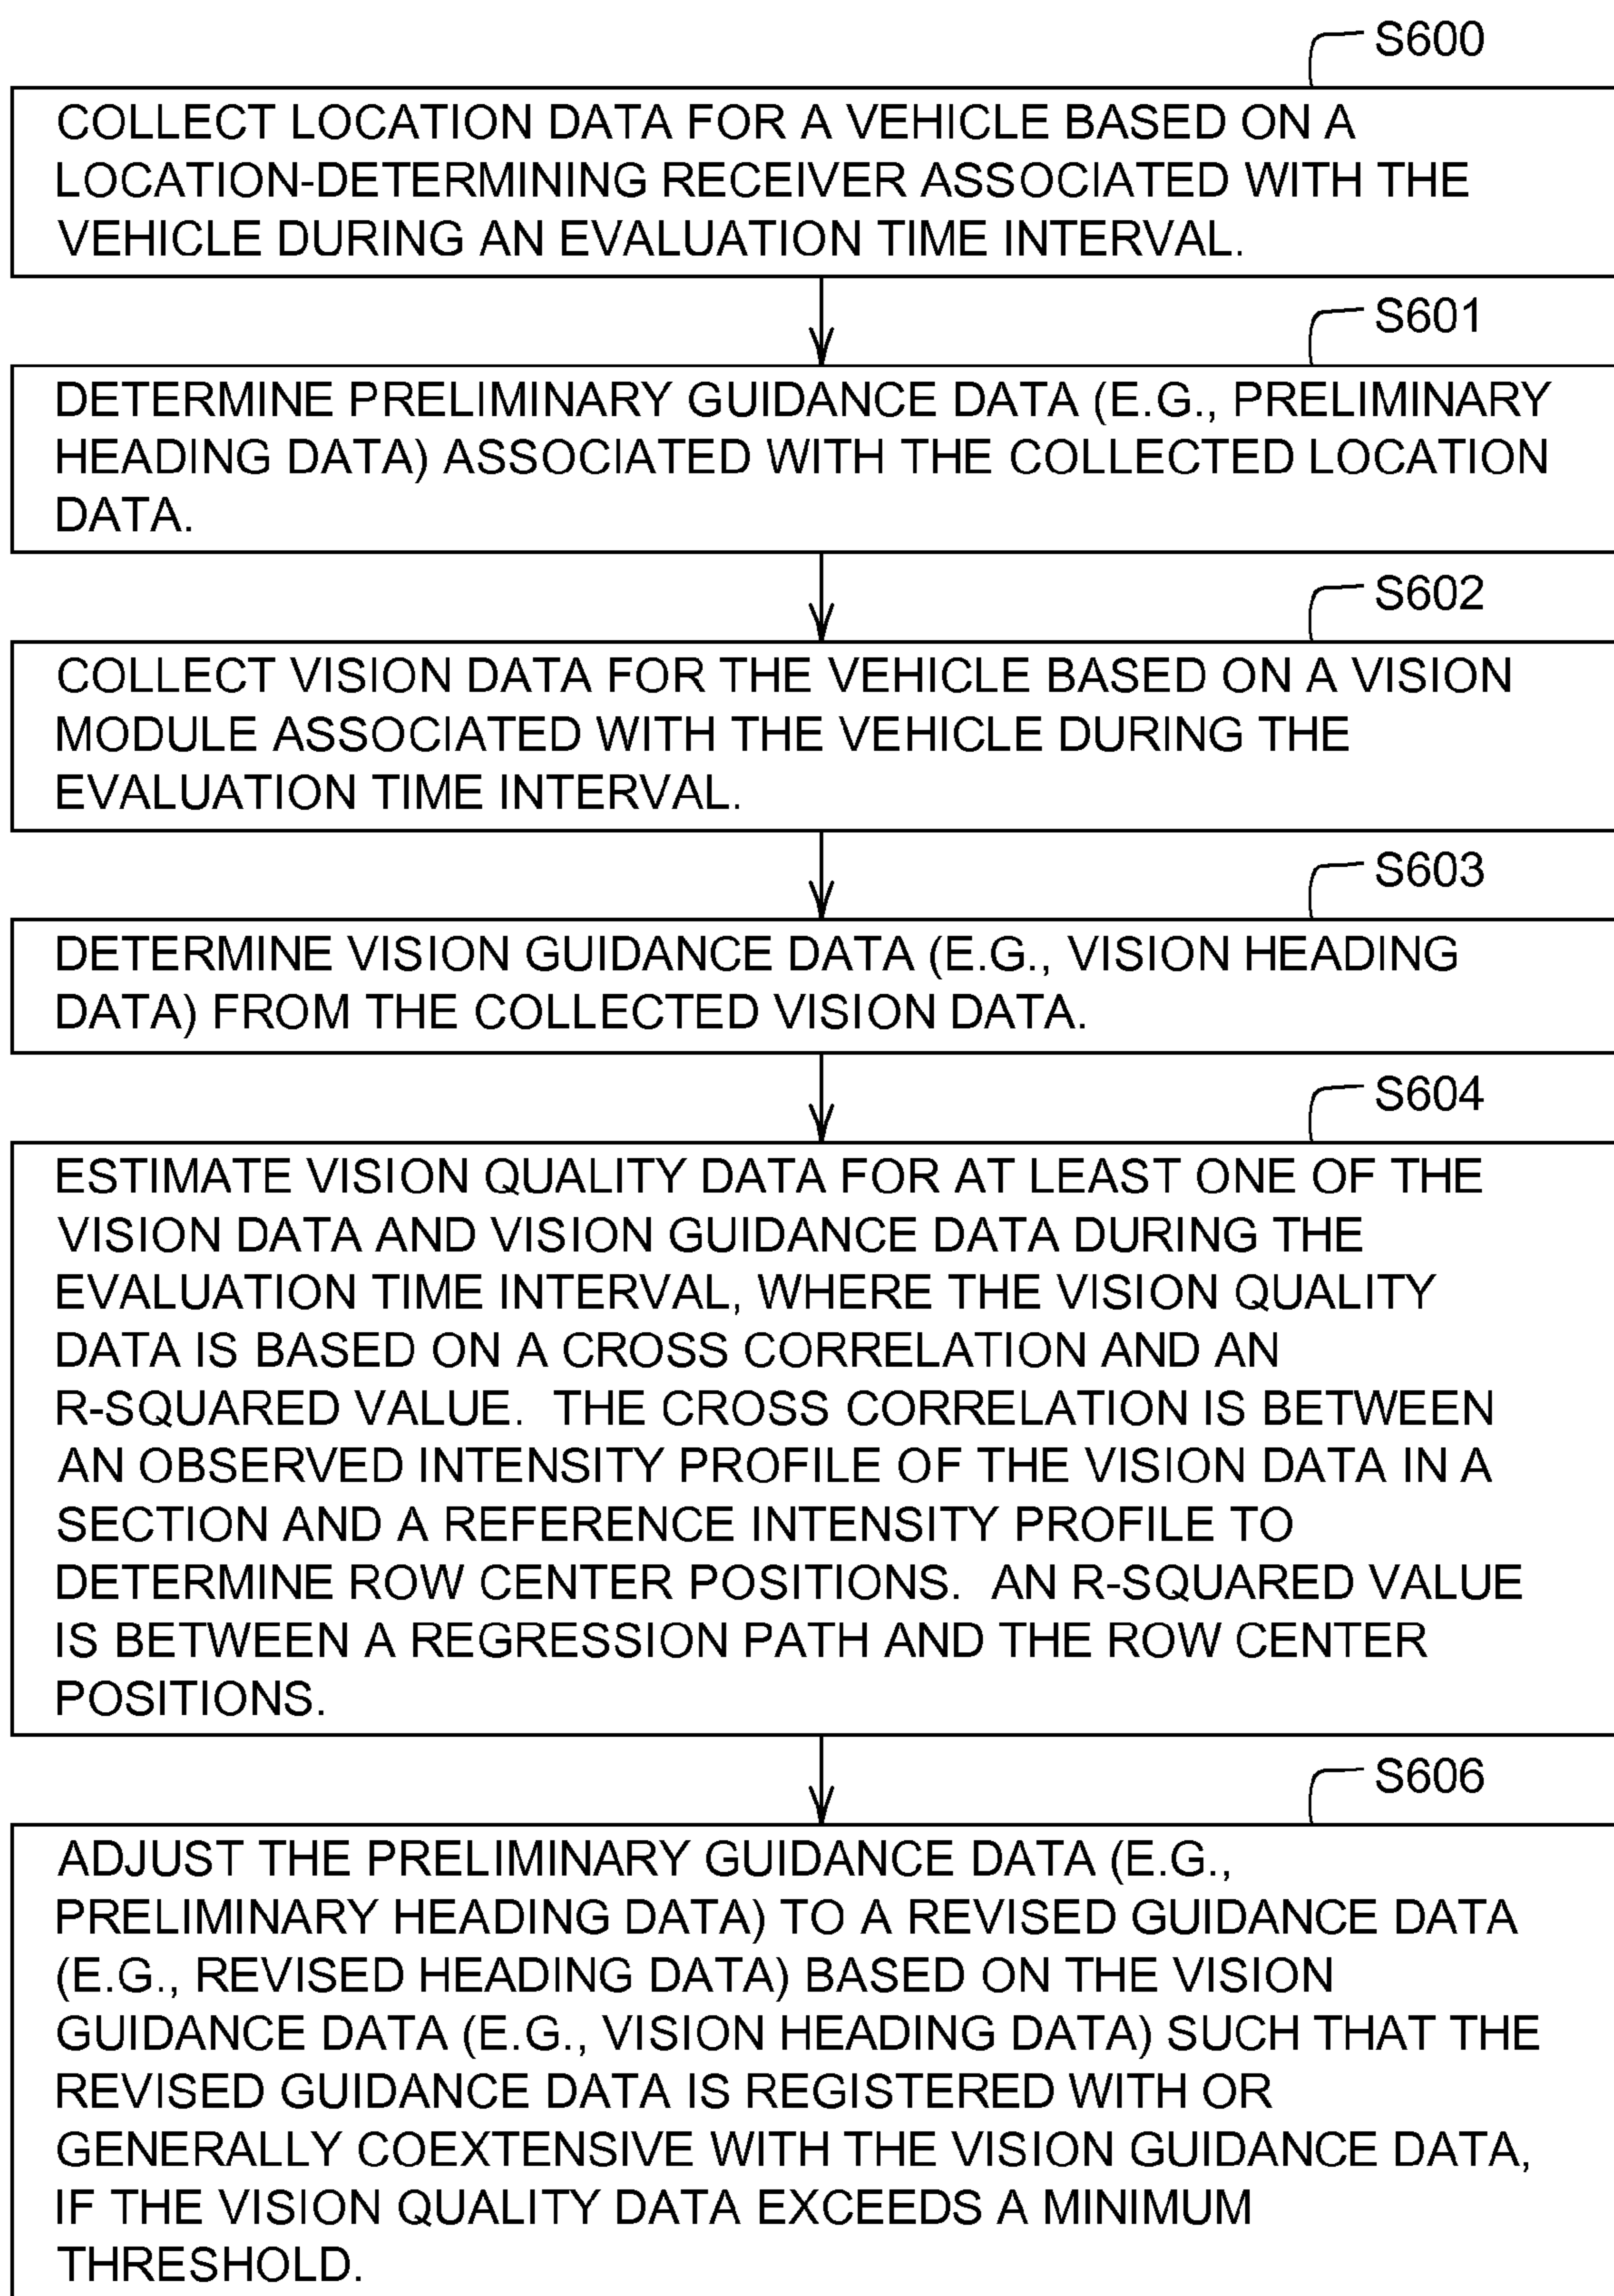 S600
COLLECT LOCATION DATA FOR A VEHICLE BASED ON A
LOCATION-DETERMINING RECEIVER ASSOCIATED WITH THE
VEHICLE DURING AN EVALUATION TIME INTERVAL.
S601
DETERMINE PRELIMINARY GUIDANCE DATA (E.G., PRELIMINARY
HEADING DATA) ASSOCIATED WITH THE COLLECTED LOCATION
DATA.
S602
COLLECT VISION DATA FOR THE VEHICLE BASED ON A VISION
MODULE ASSOCIATED WITH THE VEHICLE DURING THE
EVALUATION TIME INTERVAL.
S603
DETERMINE VISION GUIDANCE DATA (E.G., VISION HEADING
DATA) FROM THE COLLECTED VISION DATA.
S604
ESTIMATE VISION QUALITY DATA FOR AT LEAST ONE OF THE
VISION DATA AND VISION GUIDANCE DATA DURING THE
EVALUATION TIME INTERVAL, WHERE THE VISION QUALITY
DATA IS BASED ON A CROSS CORRELATION AND AN
R-SQUARED VALUE.  THE CROSS CORRELATION IS BETWEEN
AN OBSERVED INTENSITY PROFILE OF THE VISION DATA IN A
SECTION AND A REFERENCE INTENSITY PROFILE TO
DETERMINE ROW CENTER POSITIONS.  AN R-SQUARED VALUE
IS BETWEEN A REGRESSION PATH AND THE ROW CENTER
POSITIONS.
S606
ADJUST THE PRELIMINARY GUIDANCE DATA (E.G.,
PRELIMINARY HEADING DATA) TO A REVISED GUIDANCE DATA
(E.G., REVISED HEADING DATA) BASED ON THE VISION
GUIDANCE DATA (E.G., VISION HEADING DATA) SUCH THAT THE
REVISED GUIDANCE DATA IS REGISTERED WITH OR
GENERALLY COEXTENSIVE WITH THE VISION GUIDANCE DATA,
IF THE VISION QUALITY DATA EXCEEDS A MINIMUM
THRESHOLD.